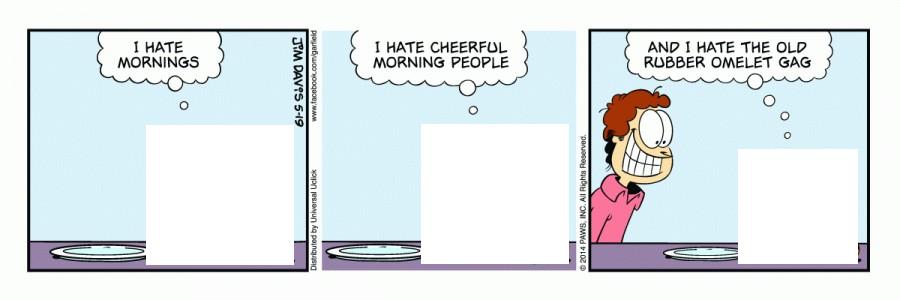 I HATE
MORNINGS
JIM DAVIS 5-19
www.facebook.com/garfield
Distributed by Universal Uclick
I HATE CHEERFUL
MORNING PEOPLE
© 2014 PAWS, INC. All Rights Reserved.
AND I HATE THE OLD
RUBBER OMELET GAG